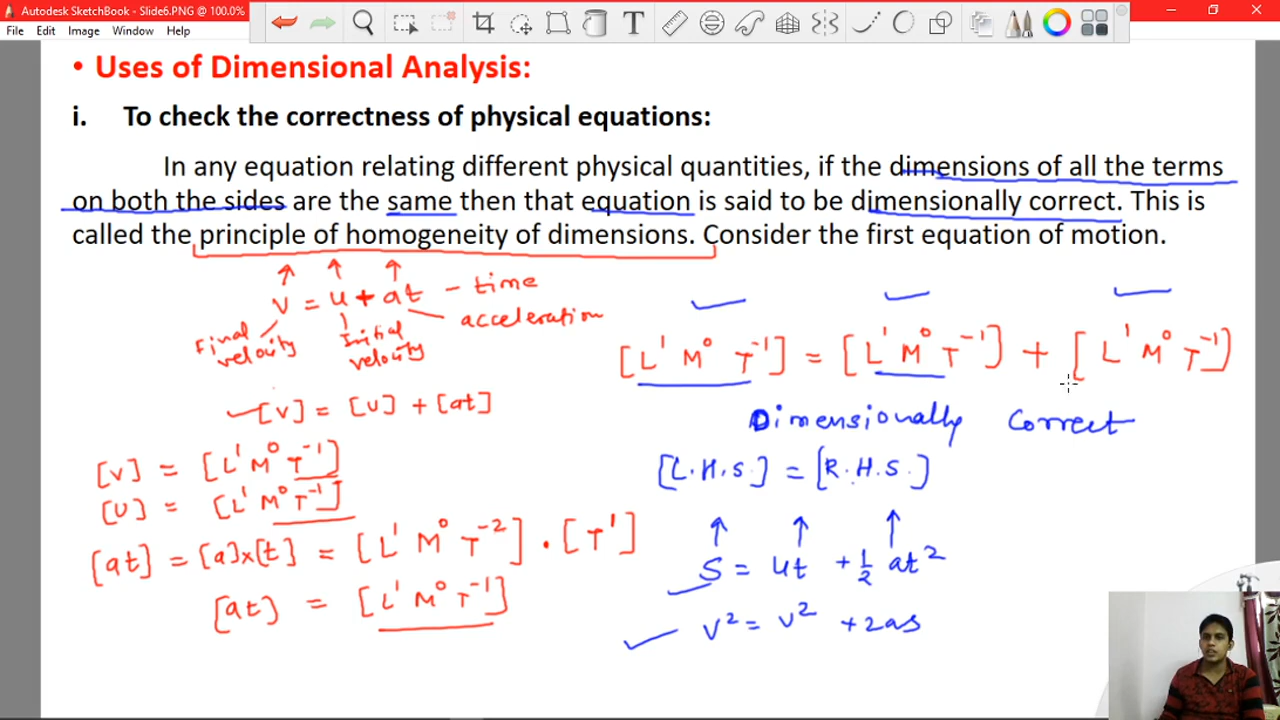 Autodesk SketchBook - Slide6.PNG @ 100.0%
File Edit Image Window Help
• Uses of Dimensional Analysis:
i. To check the correctness of physical equations:
In any equation relating different physical quantities, if the dimensions of all the terms
on both the sides are the same then that equation is said to be dimensionally correct. This is
called the principle of homogeneity of dimensions. Consider the first equation of motion.
v = u + at - time
acceleration
Final velocity
Initial velocity
[v] = [u] + [at]
[v] = [L¹ M⁰ T⁻¹]
[u] = [L¹ M⁰ T⁻¹]
[at] = [a]x[t] = [L¹ M⁰ T⁻²] . [T¹]
[at] = [L¹ M⁰ T⁻¹]
[L¹ M⁰ T⁻¹] = [L¹ M⁰ T⁻¹] + [L¹ M⁰ T⁻¹]
Dimensionally Correct
[L.H.S.] = [R.H.S.]
S = ut + 1/2 at²
v² = v² + 2as